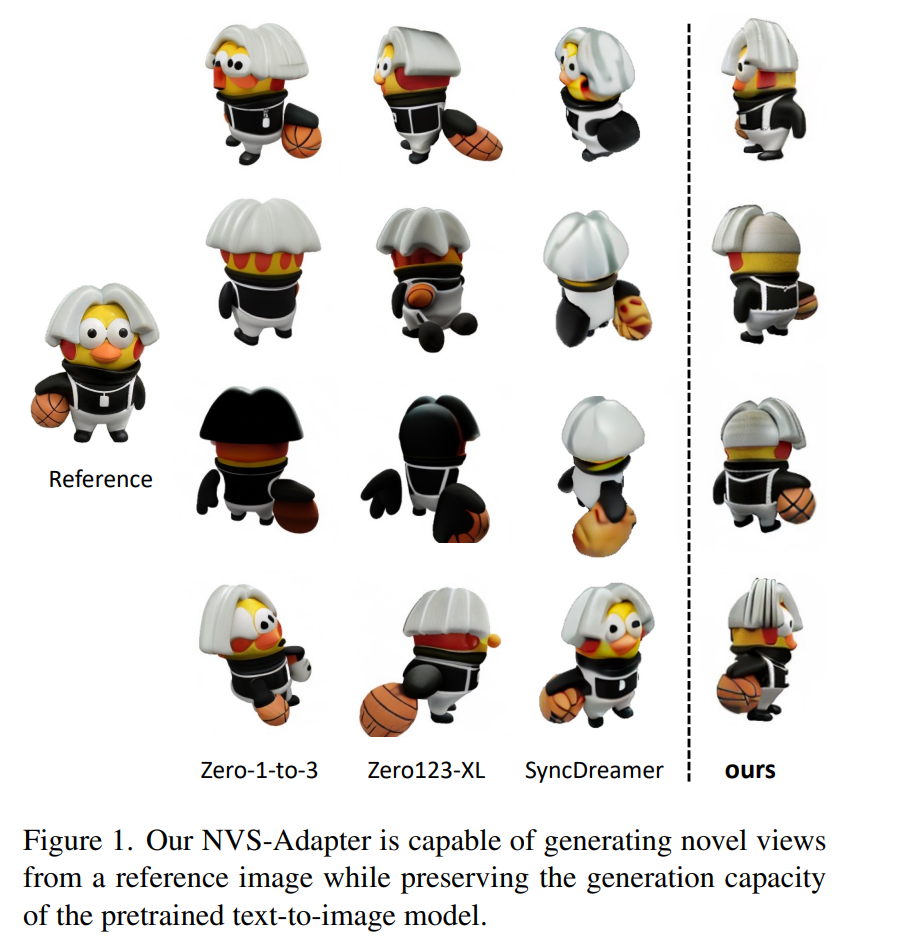 Reference
Zero-1-to-3 Zero123-XL SyncDreamer ours
Figure 1. Our NVS-Adapter is capable of generating novel views
from a reference image while preserving the generation capacity
of the pretrained text-to-image model.